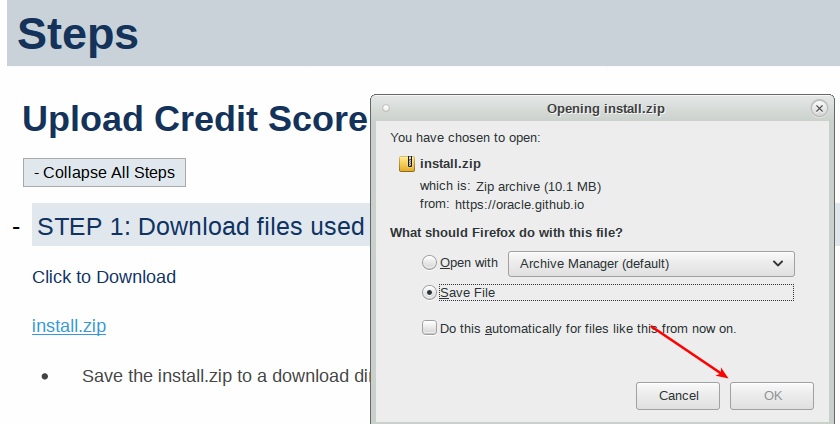 Steps
Upload Credit Score
- Collapse All Steps
- STEP 1: Download files used
Click to Download
install.zip
• Save the install.zip to a download di
Opening install.zip
You have chosen to open:
install.zip
which is: Zip archive (10.1 MB)
from: https://oracle.github.io
What should Firefox do with this file?
Open with Archive Manager (default)
Save File
Do this automatically for files like this from now on.
Cancel OK